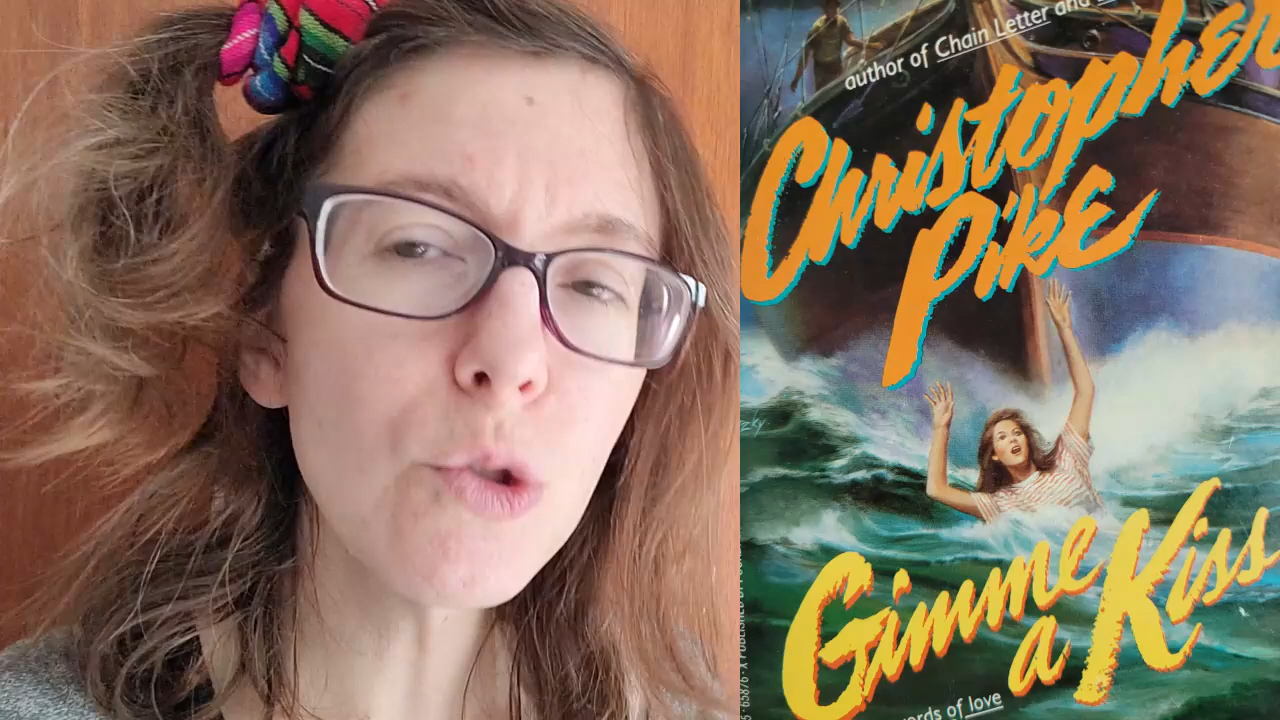 author of Chain Letter and
Christopher
Pike
Gimme
a Kiss
words of love